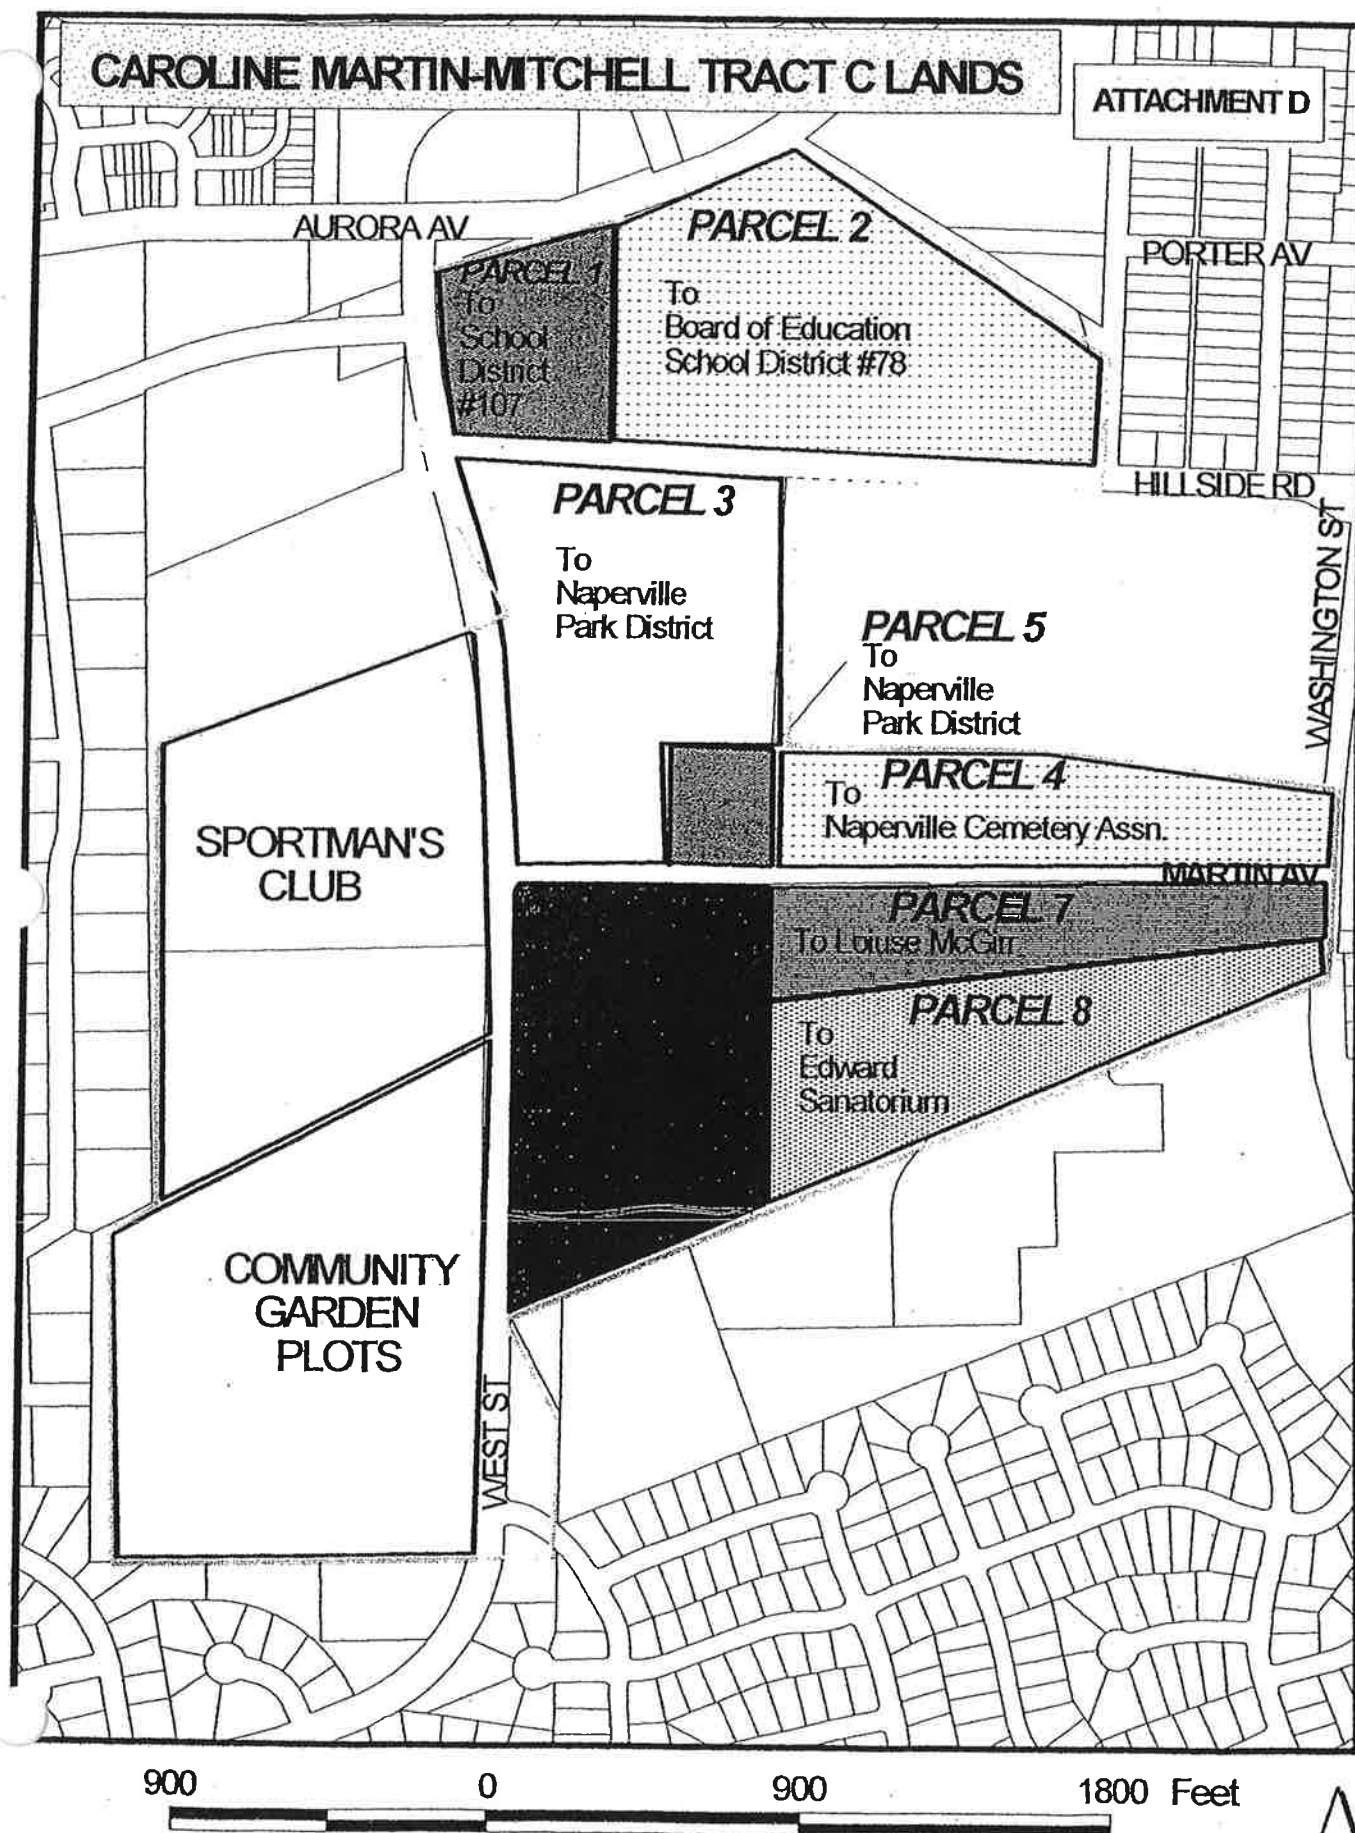 CAROLINE MARTIN-MITCHELL TRACT C LANDS
ATTACHMENT D
AURORA AV
PARCEL 2
PORTER AV
PARCEL 1
To
School
District
#107
To
Board of Education
School District #78
HILLSIDE RD
PARCEL 3
To
Naperville
Park District
WASHINGTON ST
PARCEL 5
To
Naperville
Park District
PARCEL 4
To
Naperville Cemetery Assn.
SPORTMAN'S
CLUB
MARTIN AV
PARCEL 7
To Loiuse McGirr
PARCEL 8
To
Edward
Sanatorium
COMMUNITY
GARDEN
PLOTS
WEST ST
900 0 900 1800 Feet